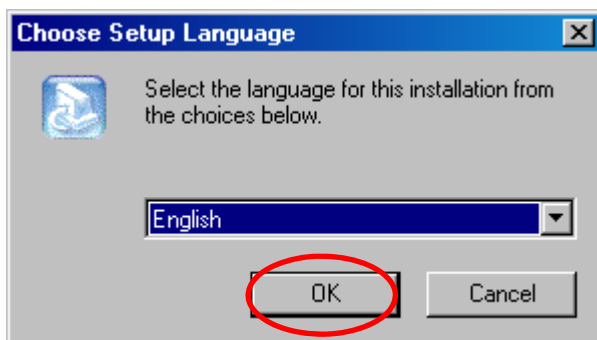 Choose Setup Language
Select the language for this installation from
the choices below.
English
OK
Cancel